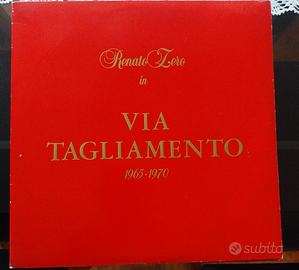 Renato Zero
in
VIA
TAGLIAMENTO
1965-1970
subito